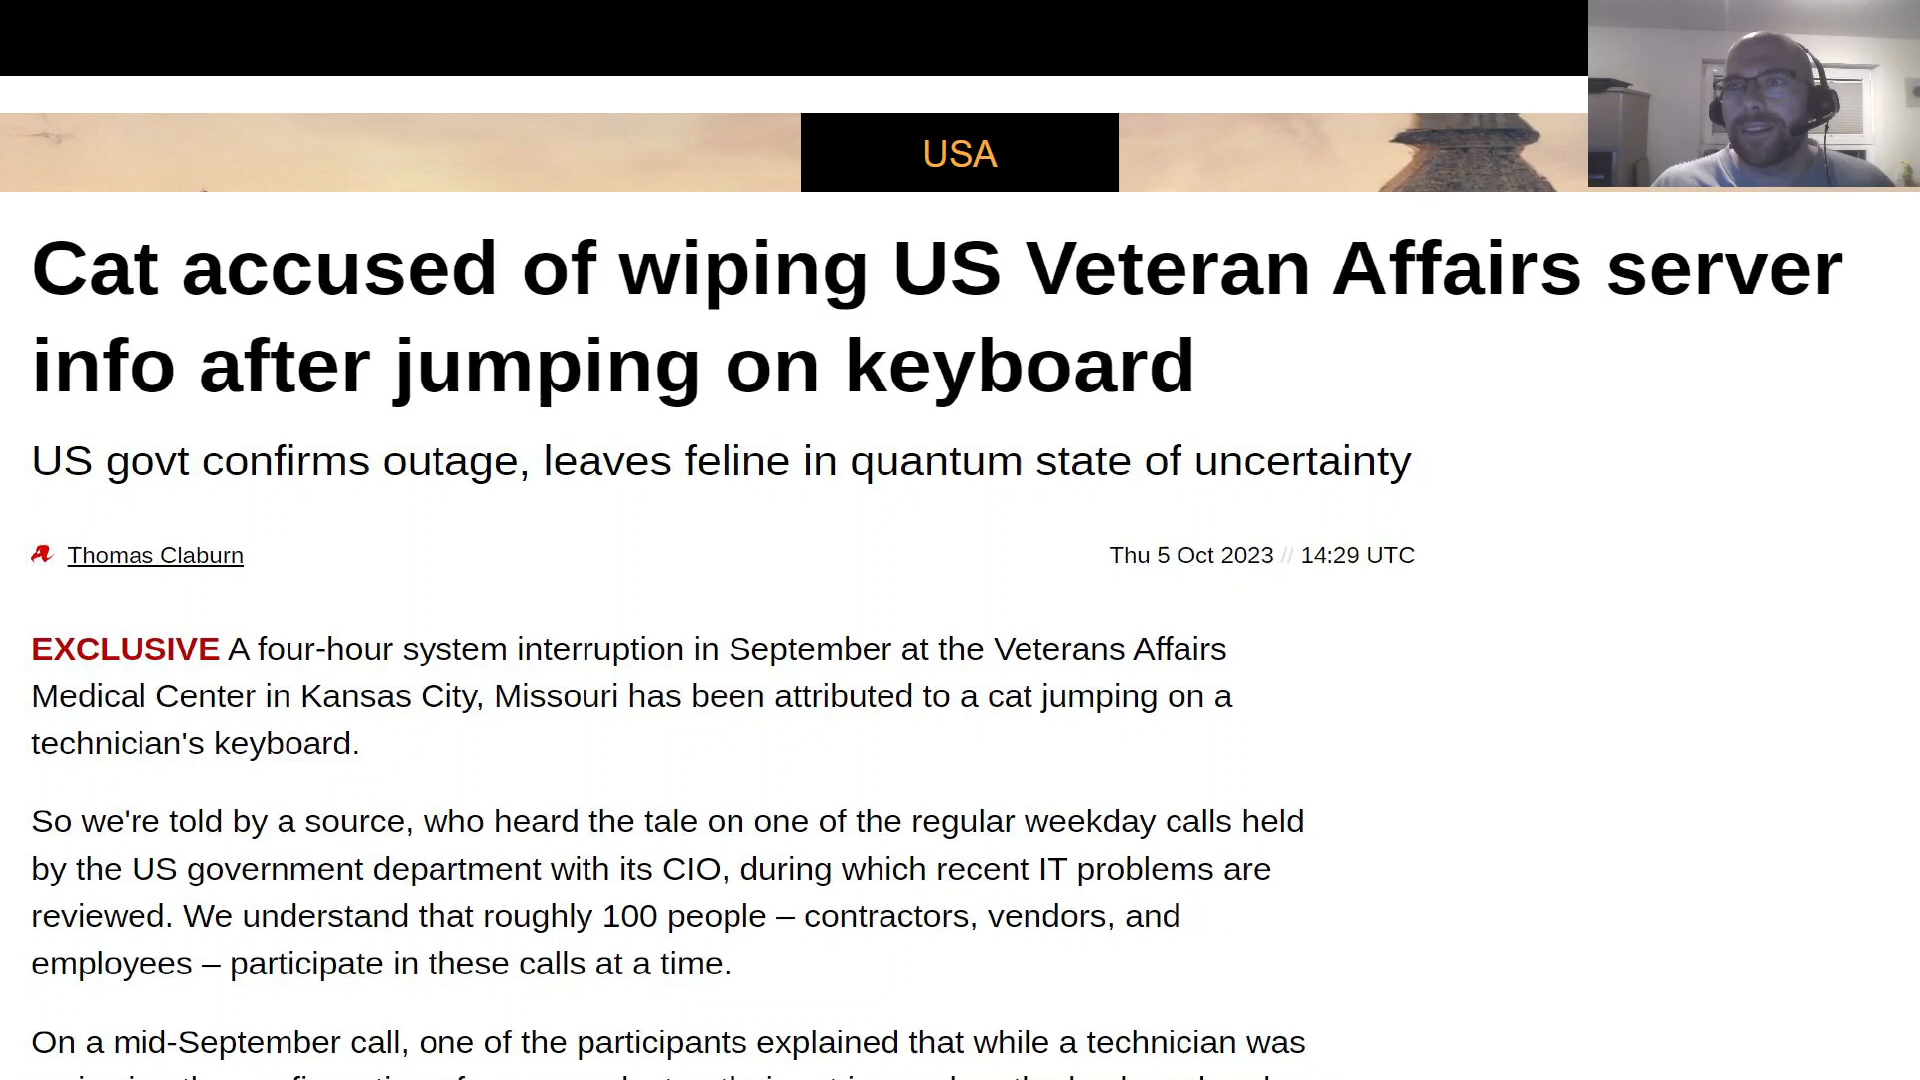 USA
Cat accused of wiping US Veteran Affairs server
info after jumping on keyboard
US govt confirms outage, leaves feline in quantum state of uncertainty
Thomas Claburn
Thu 5 Oct 2023 // 14:29 UTC
EXCLUSIVE A four-hour system interruption in September at the Veterans Affairs
Medical Center in Kansas City, Missouri has been attributed to a cat jumping on a
technician's keyboard.
So we're told by a source, who heard the tale on one of the regular weekday calls held
by the US government department with its CIO, during which recent IT problems are
reviewed. We understand that roughly 100 people – contractors, vendors, and
employees – participate in these calls at a time.
On a mid-September call, one of the participants explained that while a technician was